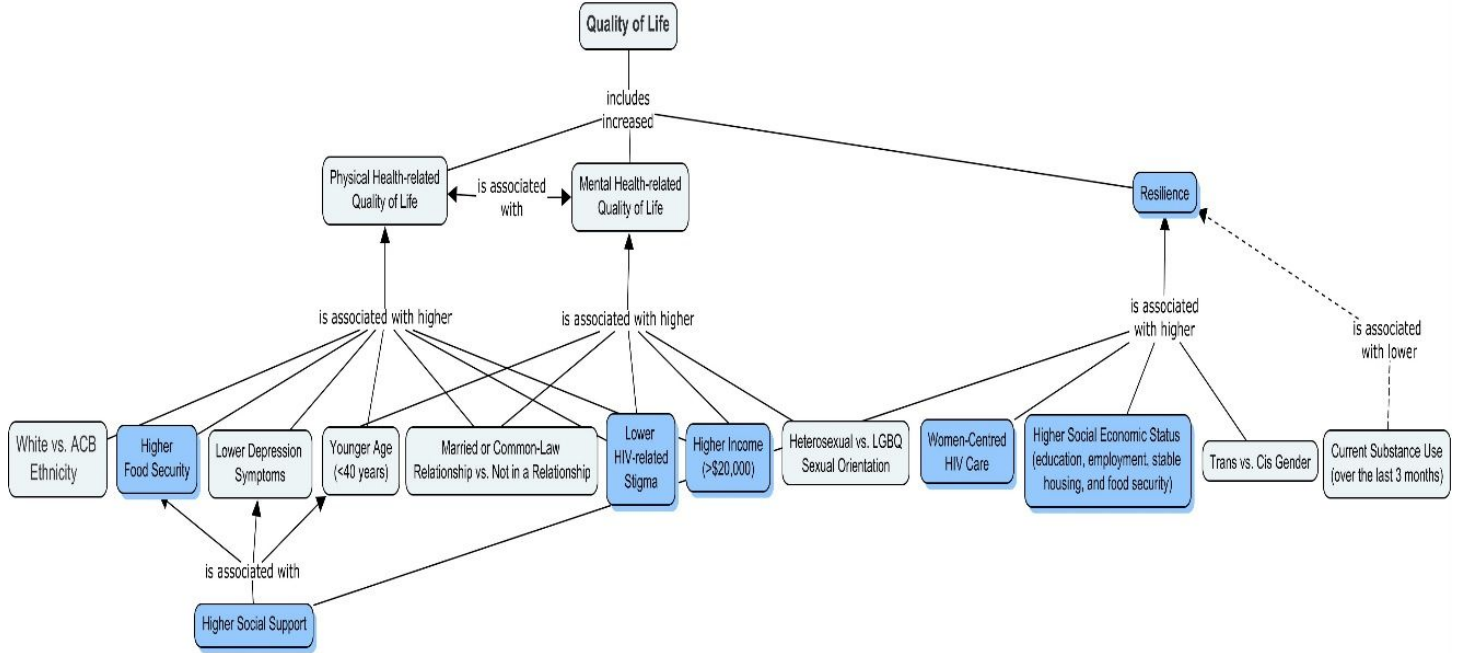 Quality of Life
includes
increased
Physical Health-related
Quality of Life
is associated
with
Mental Health-related
Quality of Life
Resilience
is associated with higher
is associated with higher
is associated
with higher
is associated
with lower
White vs. ACB
Ethnicity
Higher
Food Security
Lower Depression
Symptoms
Younger Age
(<40 years)
Married or Common-Law
Relationship vs. Not in a Relationship
Lower
HIV-related
Stigma
Higher Income
(>$20,000)
Heterosexual vs. LGBQ
Sexual Orientation
Women-Centred
HIV Care
Higher Social Economic Status
(education, employment, stable
housing, and food security)
Trans vs. Cis Gender
Current Substance Use
(over the last 3 months)
is associated with
Higher Social Support